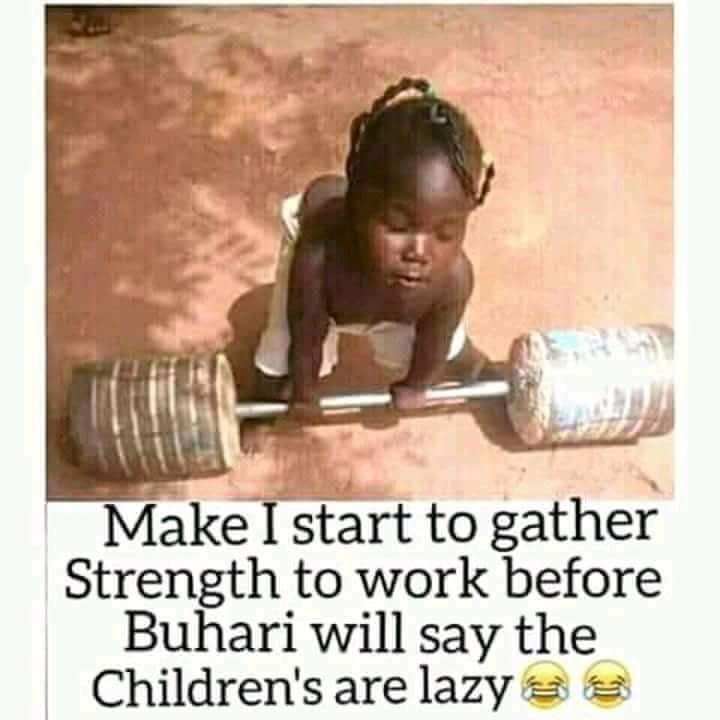 Make I start to gather
Strength to work before
Buhari will say the
Children's are lazy😂😂